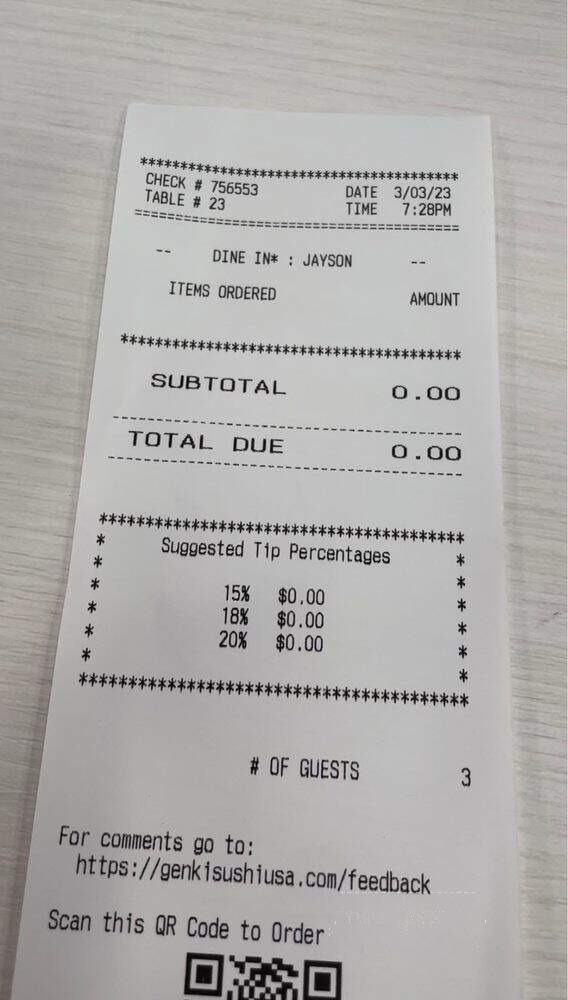 ****************************************
CHECK # 756553 DATE 3/03/23
TABLE # 23 TIME 7:28PM
========================================
-- DINE IN* : JAYSON --
ITEMS ORDERED AMOUNT
****************************************
SUBTOTAL 0.00
----------------------------------------
TOTAL DUE 0.00
----------------------------------------
****************************************
* Suggested Tip Percentages *
* *
* 15% $0.00 *
* 18% $0.00 *
* 20% $0.00 *
* *
****************************************
# OF GUESTS 3
For comments go to:
https://genkisushiusa.com/feedback
Scan this QR Code to Order